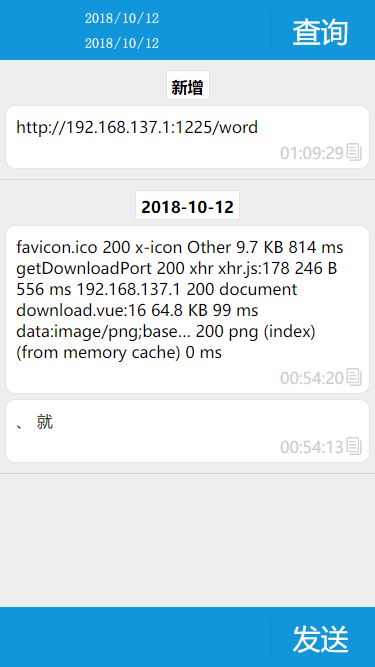 2018/10/12
2018/10/12
查询
新增
http://192.168.137.1:1225/word
01:09:29
2018-10-12
favicon.ico 200 x-icon Other 9.7 KB 814 ms
getDownloadPort 200 xhr xhr.js:178 246 B
556 ms 192.168.137.1 200 document
download.vue:16 64.8 KB 99 ms
data:image/png;base… 200 png (index)
(from memory cache) 0 ms
00:54:20
、 就
00:54:13
发送